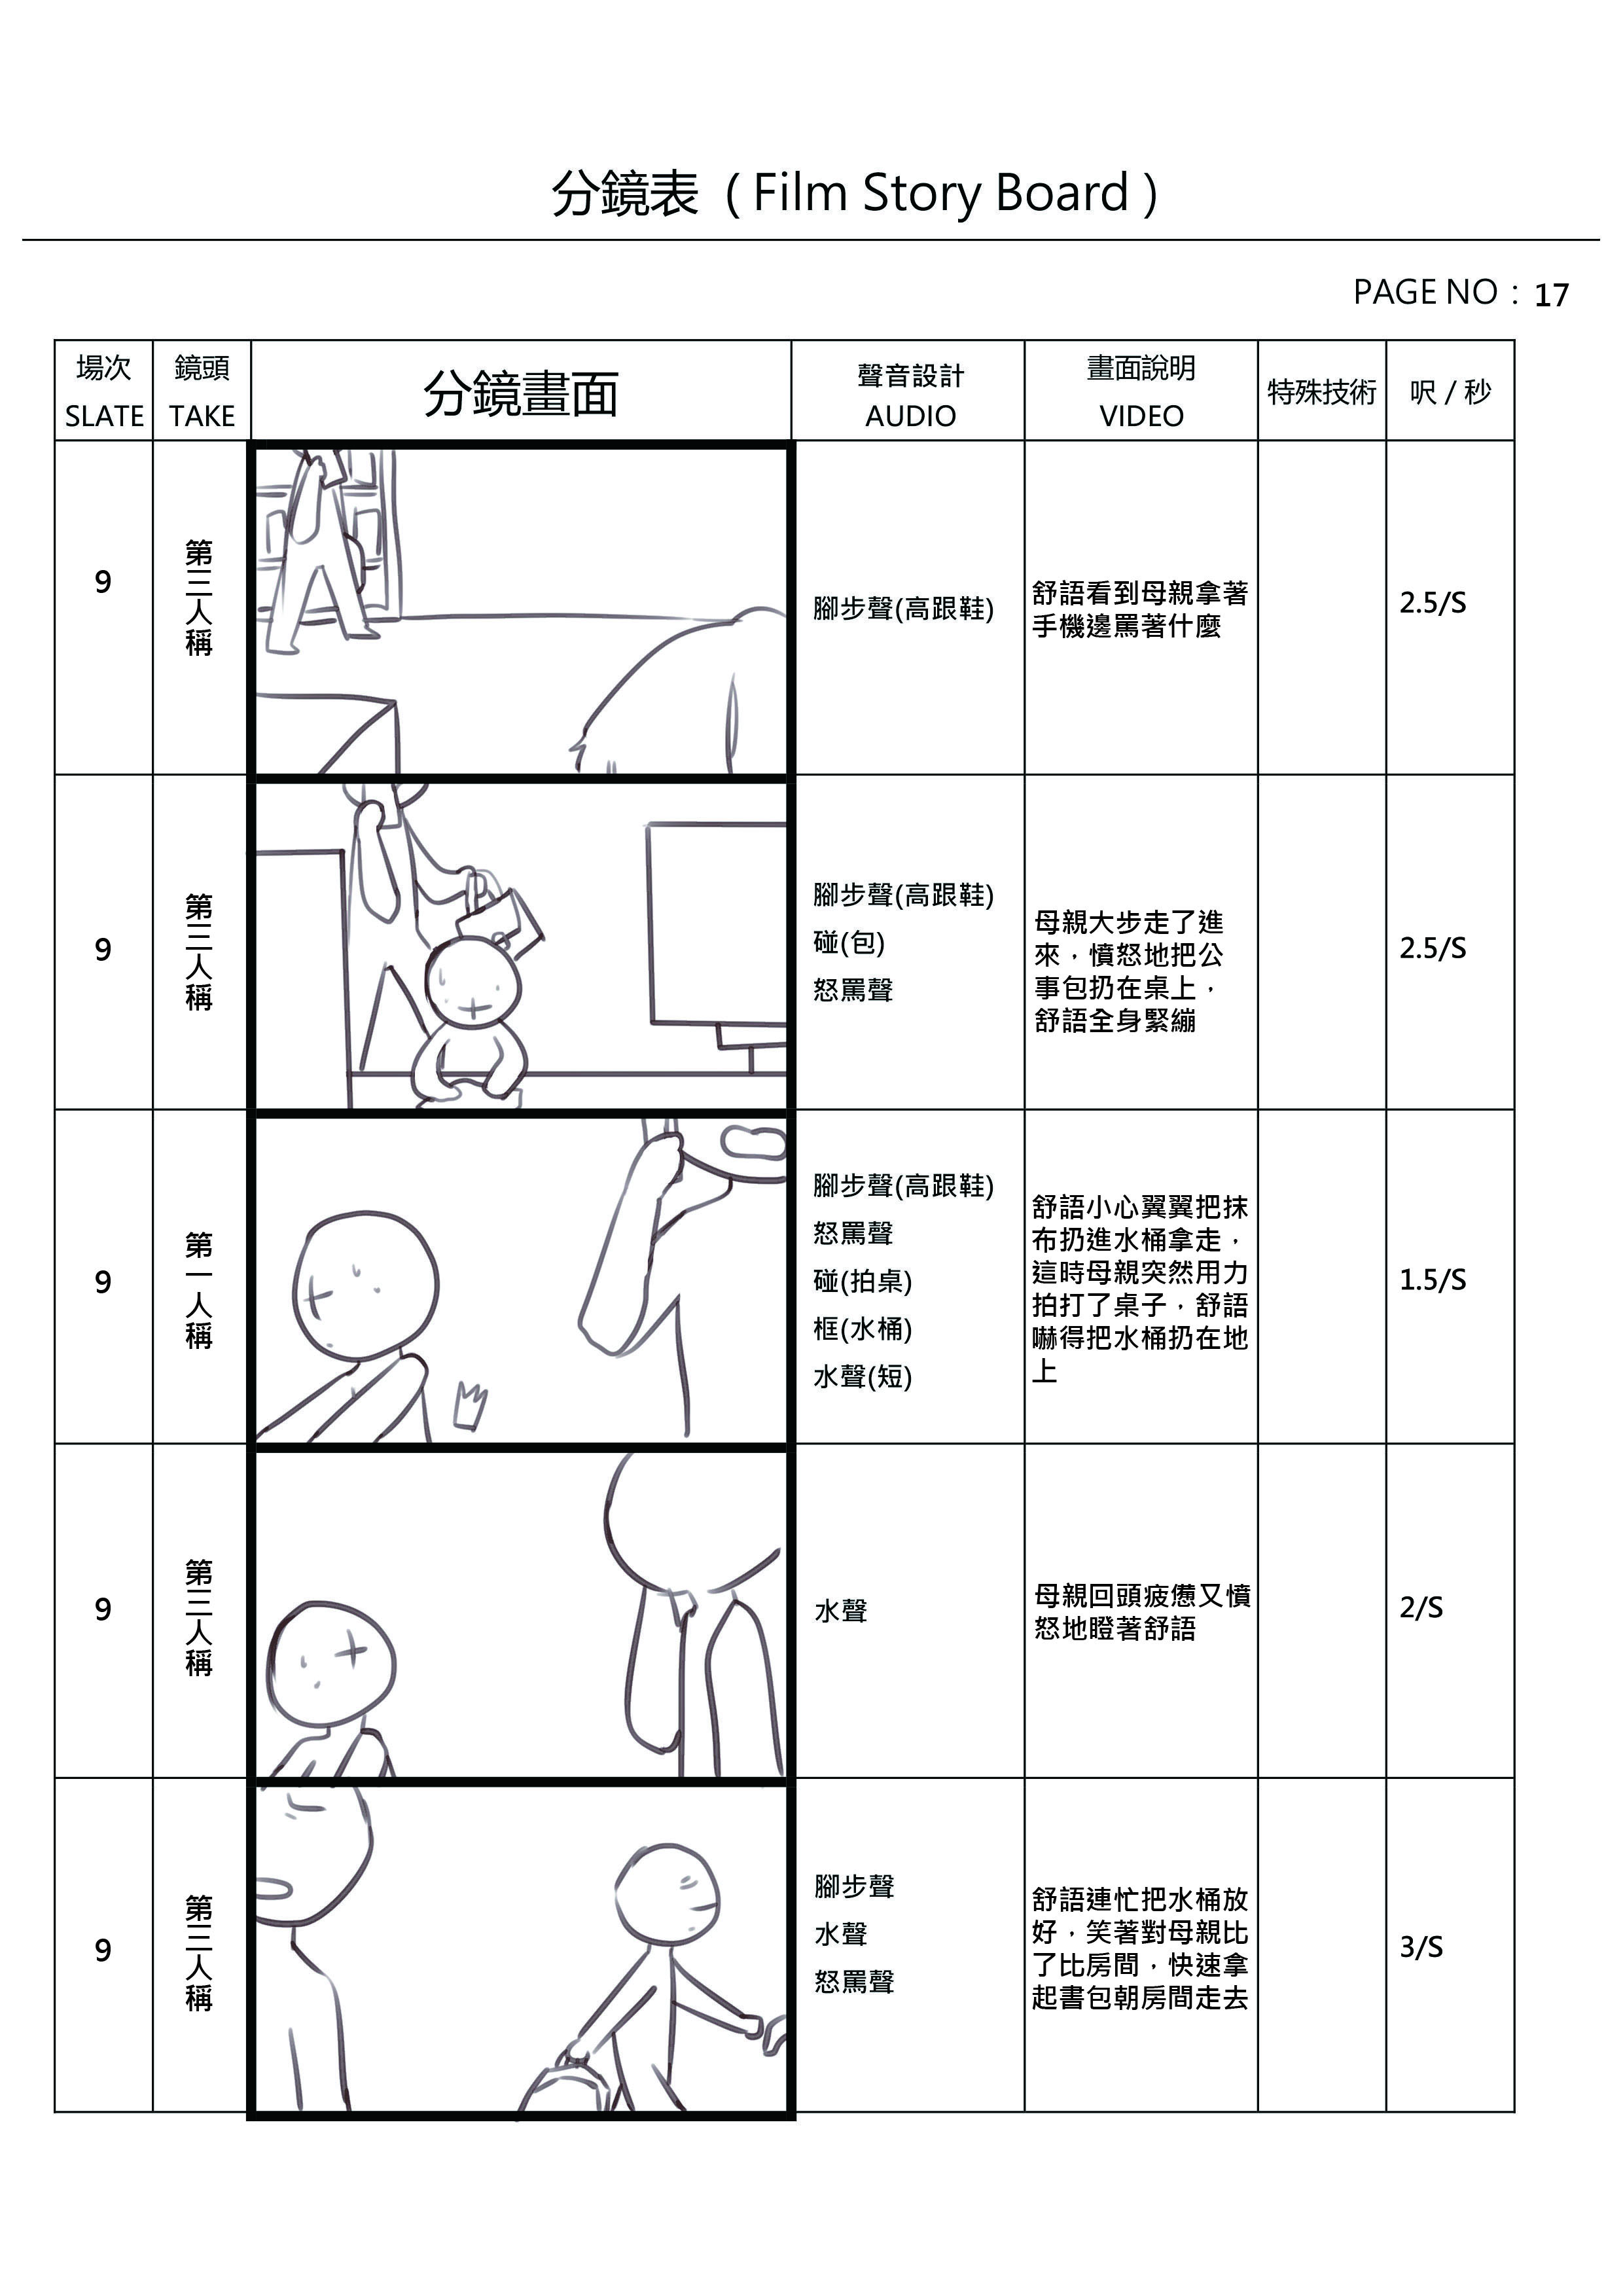 分鏡表（Film Story Board）
PAGE NO：17
場次
SLATE
鏡頭
TAKE
分鏡畫面
聲音設計
AUDIO
畫面說明
VIDEO
特殊技術
呎 / 秒
9
第三人稱
腳步聲(高跟鞋)
舒語看到母親拿著
手機邊罵著什麼
2.5/S
9
第三人稱
腳步聲(高跟鞋)
碰(包)
怒罵聲
母親大步走了進
來，憤怒地把公
事包扔在桌上，
舒語全身緊繃
2.5/S
9
第一人稱
腳步聲(高跟鞋)
怒罵聲
碰(拍桌)
框(水桶)
水聲(短)
舒語小心翼翼把抹
布扔進水桶拿走，
這時母親突然用力
拍打了桌子，舒語
嚇得把水桶扔在地
上
1.5/S
9
第三人稱
水聲
母親回頭疲憊又憤
怒地瞪著舒語
2/S
9
第三人稱
腳步聲
水聲
怒罵聲
舒語連忙把水桶放
好，笑著對母親比
了比房間，快速拿
起書包朝房間走去
3/S